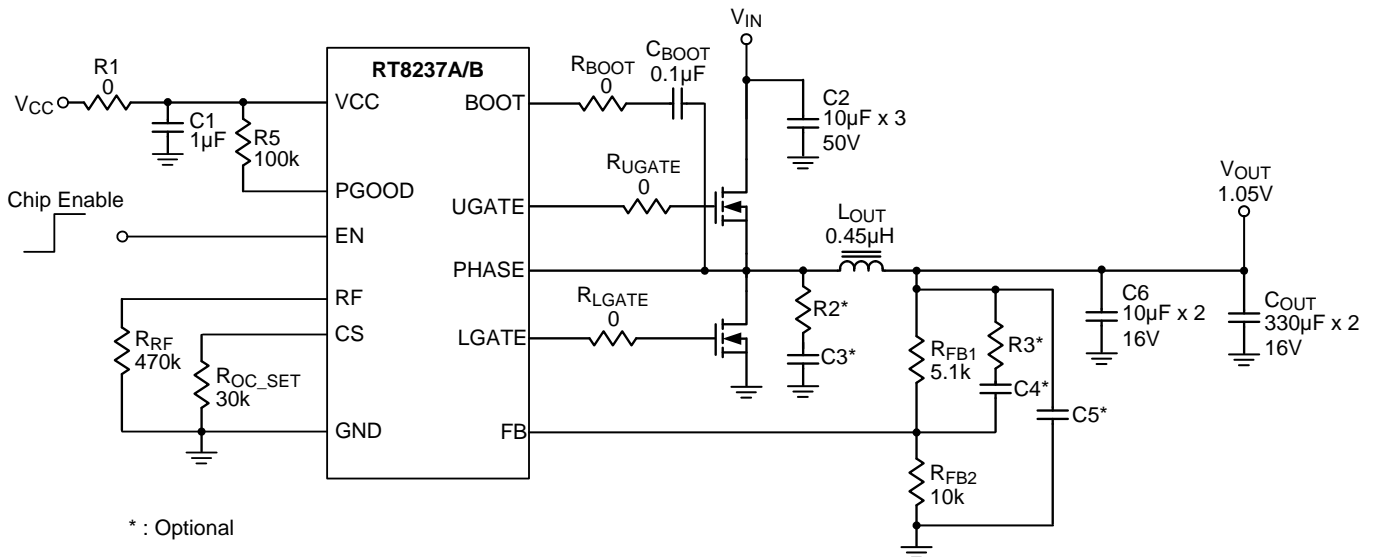 VIN
R1
0
VCC
C1
1µF
R5
100k
Chip Enable
RT8237A/B
VCC
BOOT
PGOOD
UGATE
EN
PHASE
RF
CS
LGATE
GND
FB
RRF
470k
ROC_SET
30k
RBOOT
0
CBOOT
0.1µF
RUGATE
0
RLGATE
0
C2
10µF x 3
50V
LOUT
0.45µH
R2*
C3*
RFB1
5.1k
R3*
C4*
C5*
RFB2
10k
C6
10µF x 2
16V
VOUT
1.05V
COUT
330µF x 2
16V
* : Optional